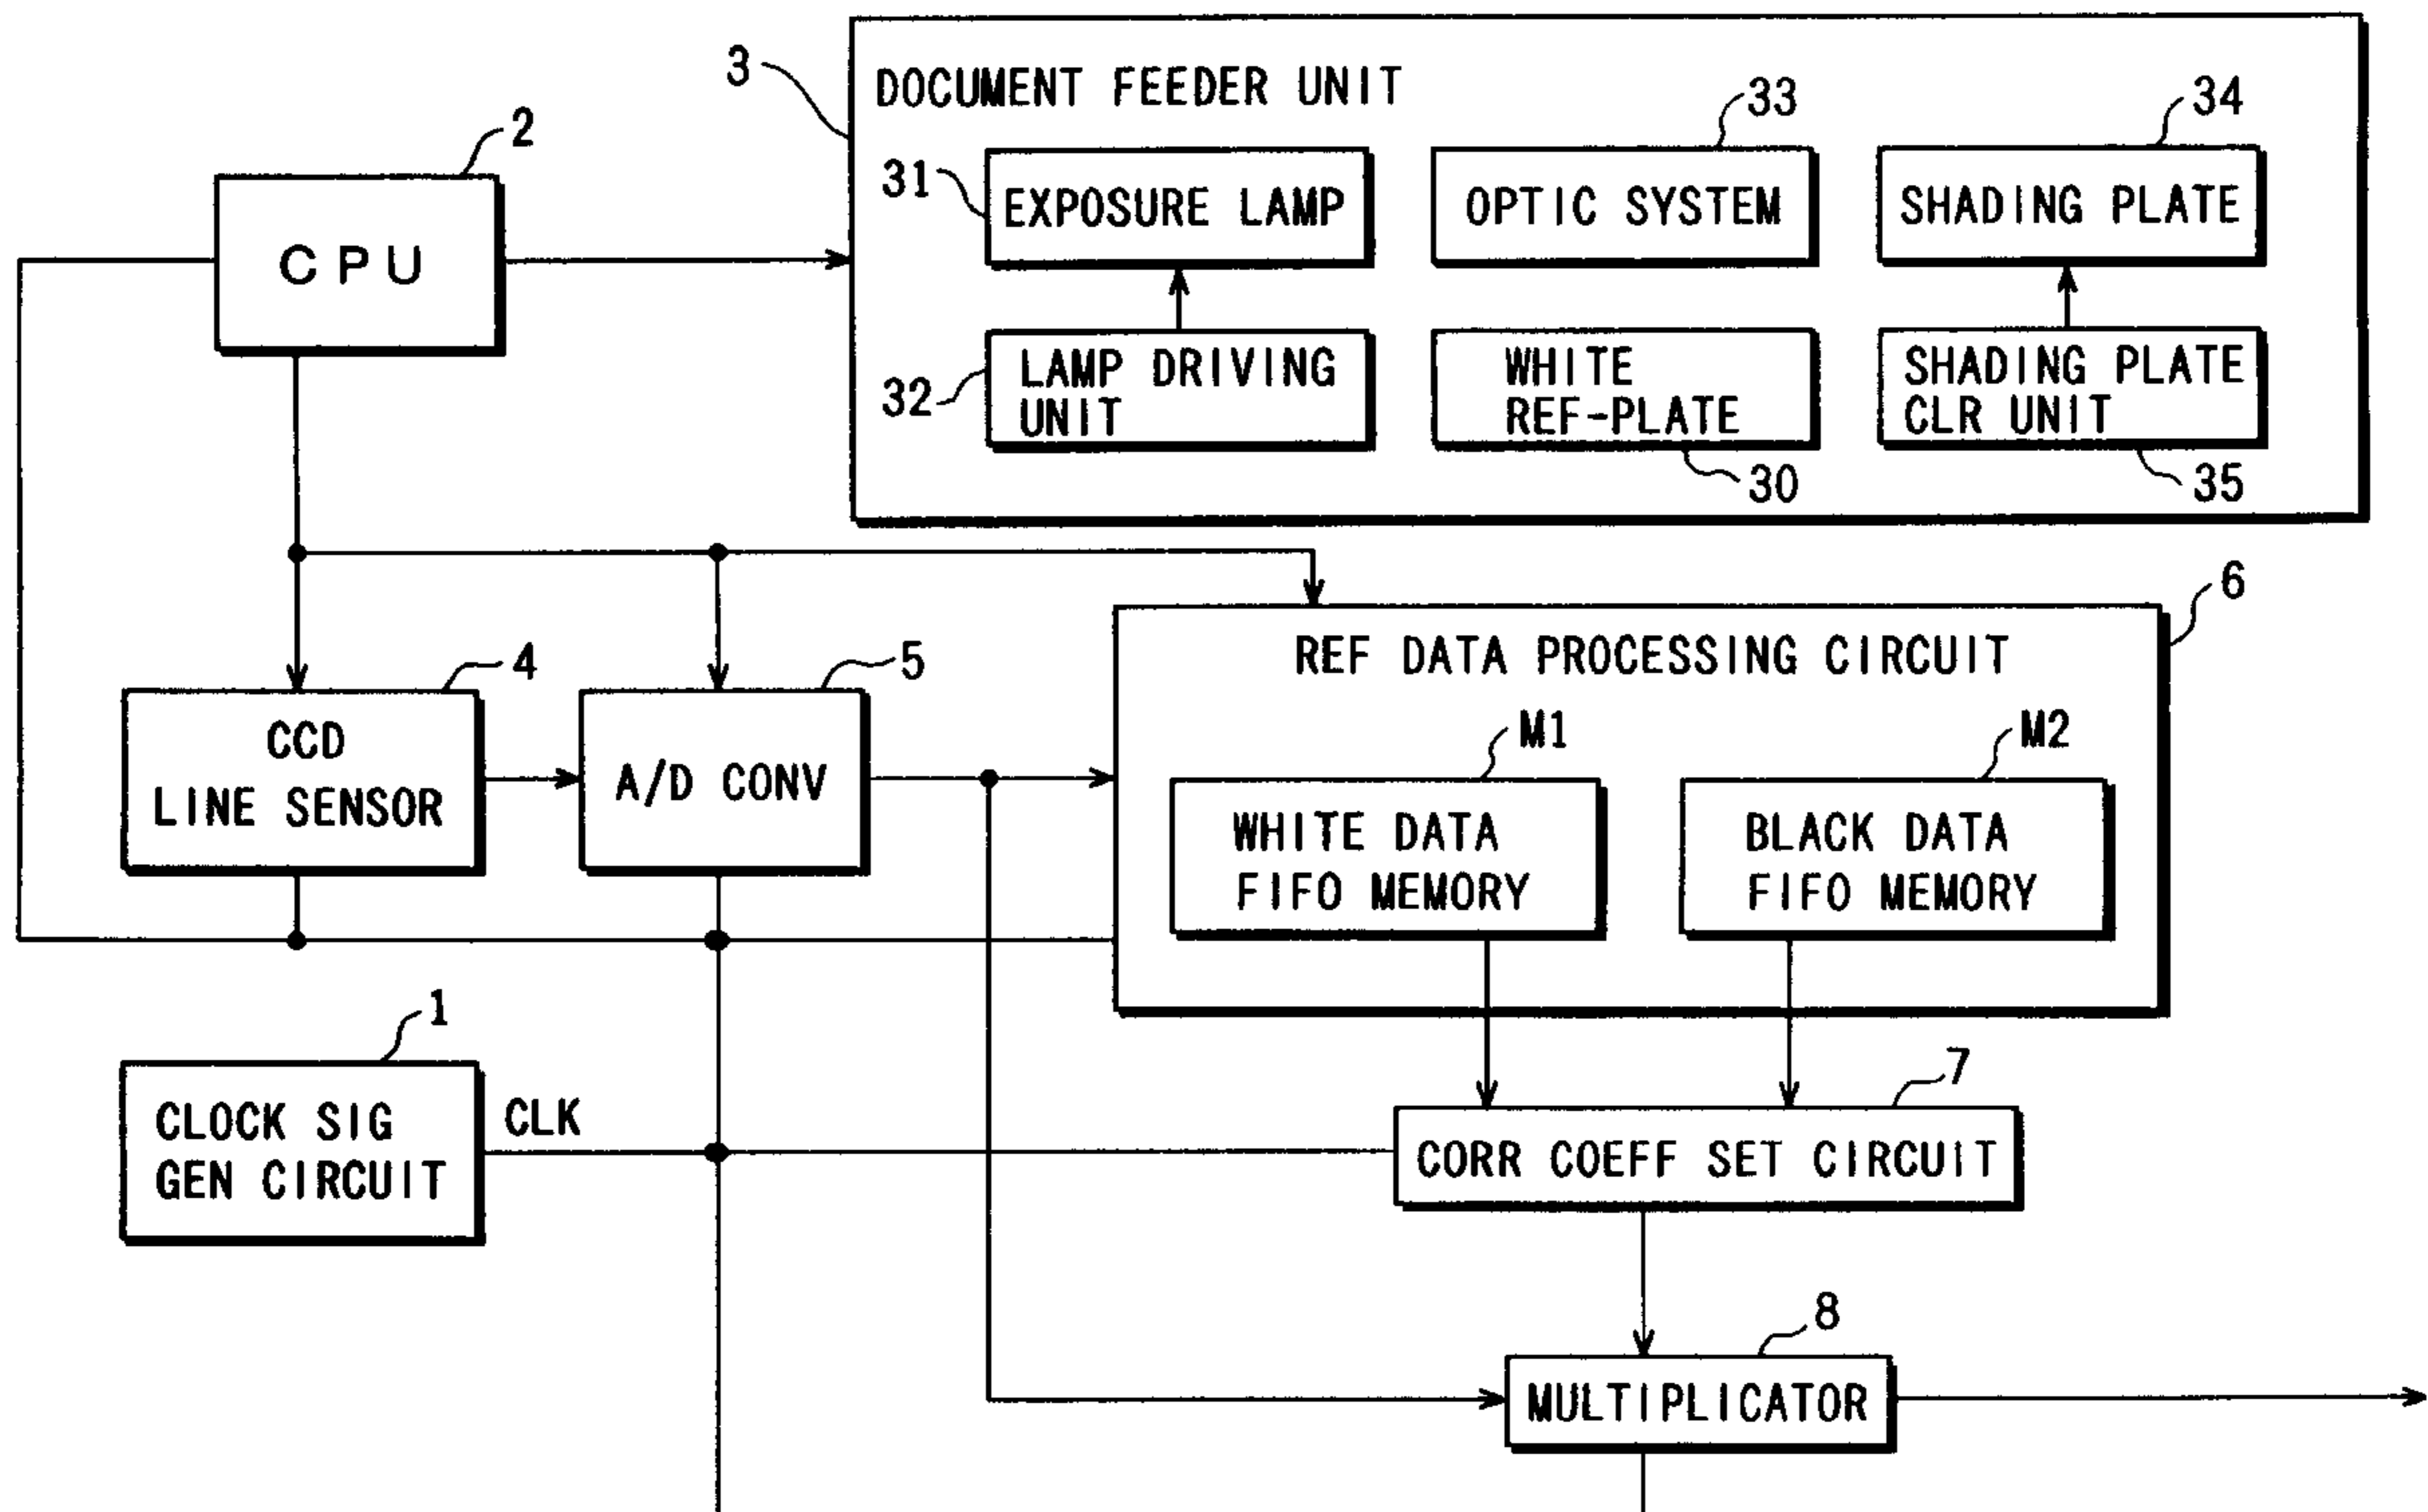 3
DOCUMENT FEEDER UNIT
2
CPU
31
EXPOSURE LAMP
33
OPTIC SYSTEM
34
SHADING PLATE
32
LAMP DRIVING
UNIT
WHITE
REF-PLATE
30
SHADING PLATE
CLR UNIT
35
6
REF DATA PROCESSING CIRCUIT
4
CCD
LINE SENSOR
5
A/D CONV
M1
WHITE DATA
FIFO MEMORY
M2
BLACK DATA
FIFO MEMORY
1
CLOCK SIG
GEN CIRCUIT
CLK
7
CORR COEFF SET CIRCUIT
8
MULTIPLICATOR